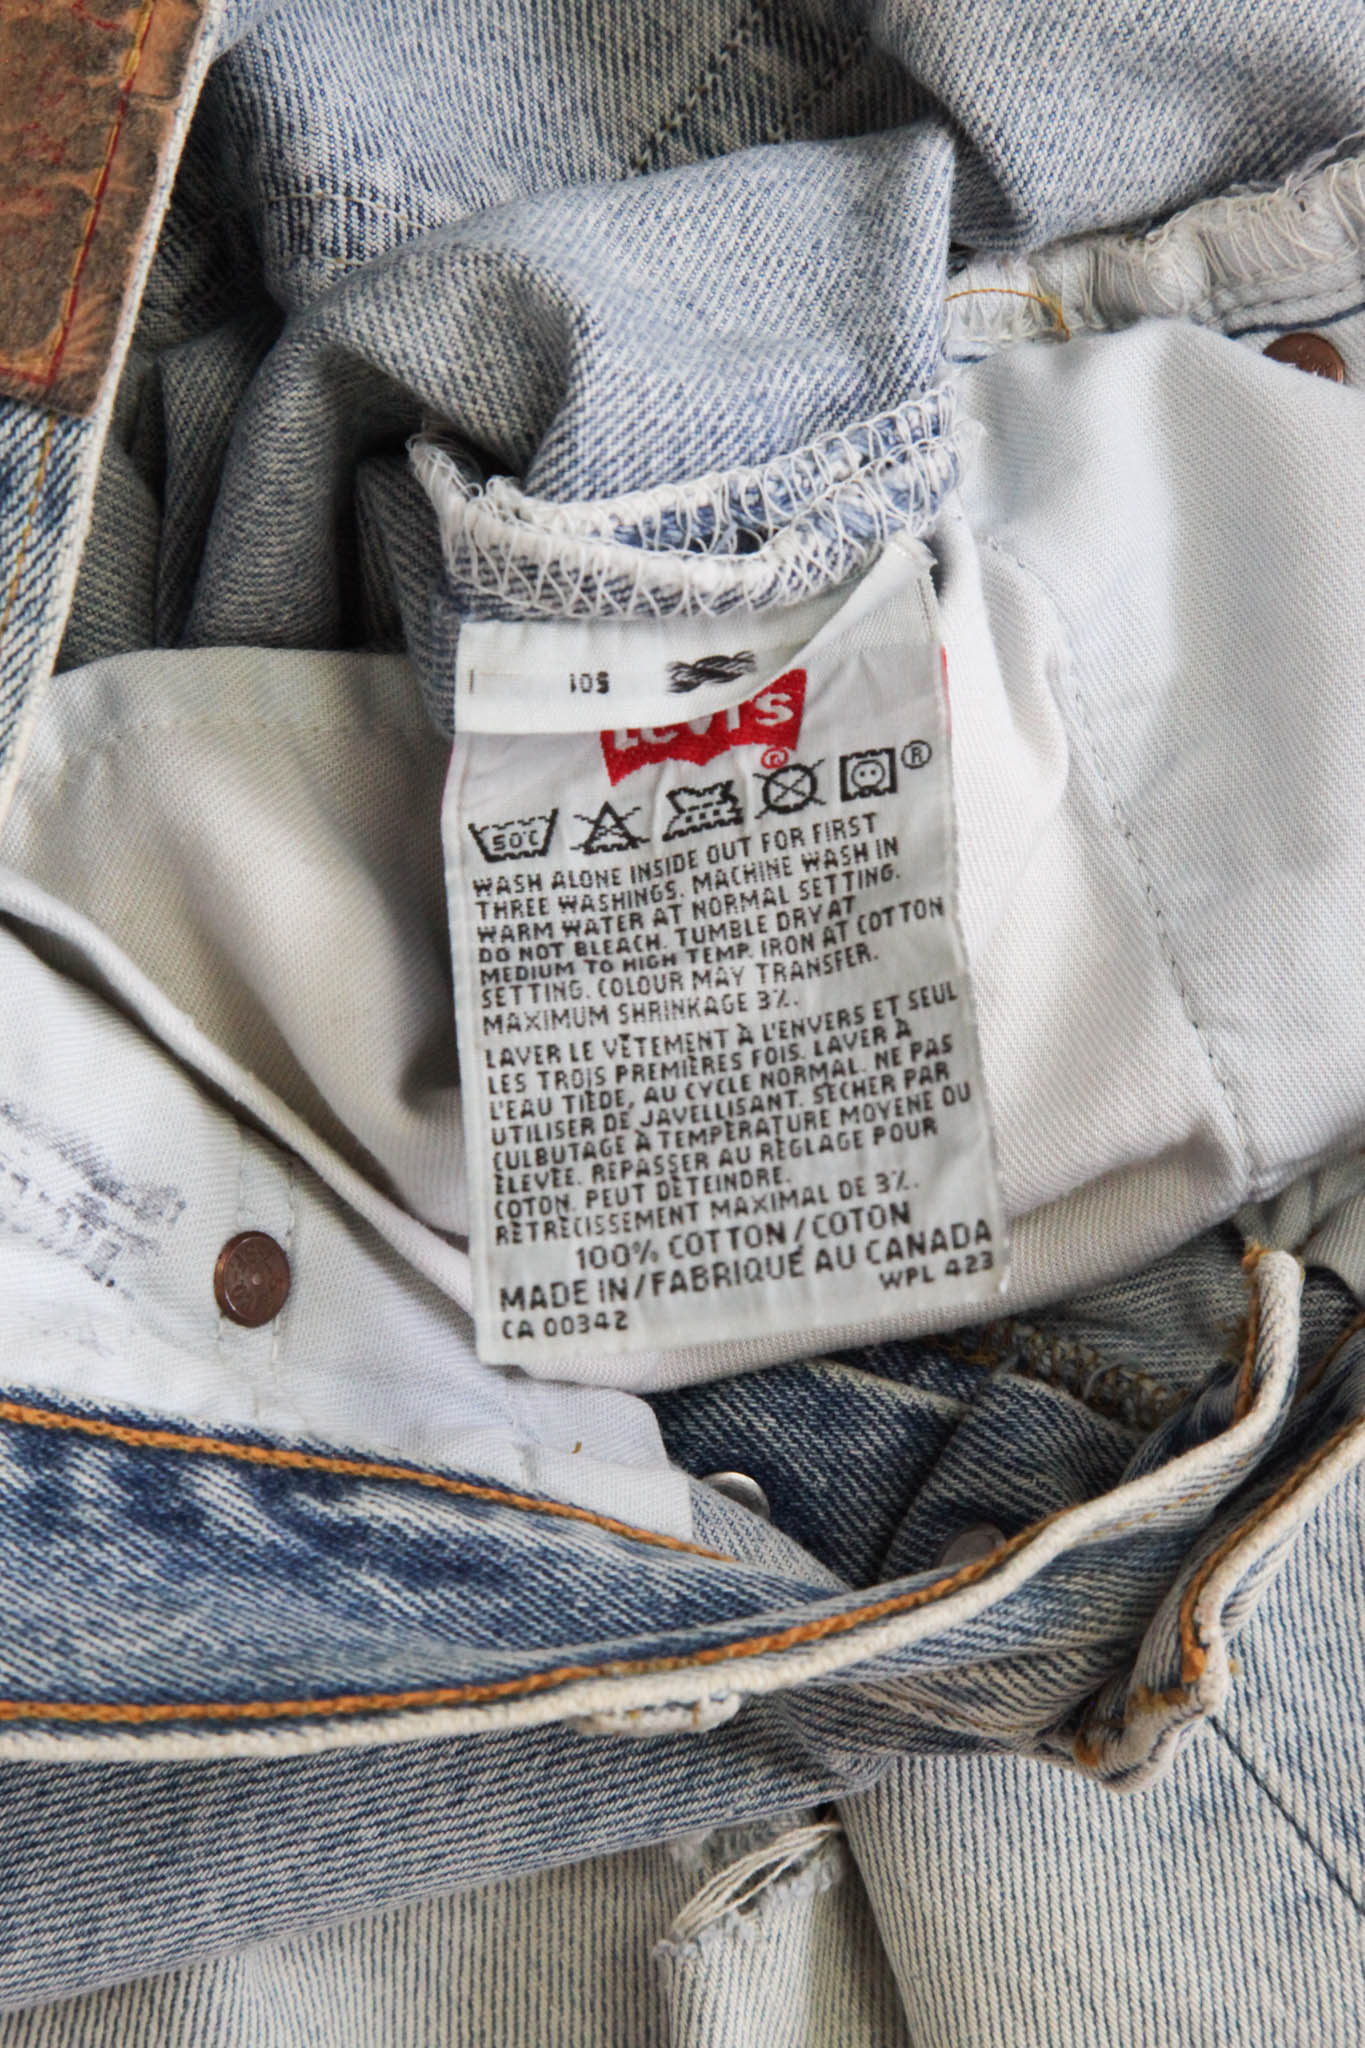 501
LEVI'S
®
50°C
®
WASH ALONE INSIDE OUT FOR FIRST
THREE WASHINGS. MACHINE WASH IN
WARM WATER AT NORMAL SETTING.
DO NOT BLEACH. TUMBLE DRY AT
MEDIUM TO HIGH TEMP. IRON AT COTTON
SETTING. COLOUR MAY TRANSFER.
MAXIMUM SHRINKAGE 3%.
LAVER LE VÊTEMENT À L'ENVERS ET SEUL
LES TROIS PREMIÈRES FOIS. LAVER À
L'EAU TIÈDE, AU CYCLE NORMAL. NE PAS
UTILISER DE JAVELLISANT. SÉCHER PAR
CULBUTAGE À TEMPÉRATURE MOYENE OU
ÉLEVÉE. REPASSER AU RÉGLAGE POUR
COTON. PEUT DÉTEINDRE.
RÉTRÉCISSEMENT MAXIMAL DE 3%.
100% COTTON/COTON
MADE IN/FABRIQUÉ AU CANADA
WPL 423
CA 00342